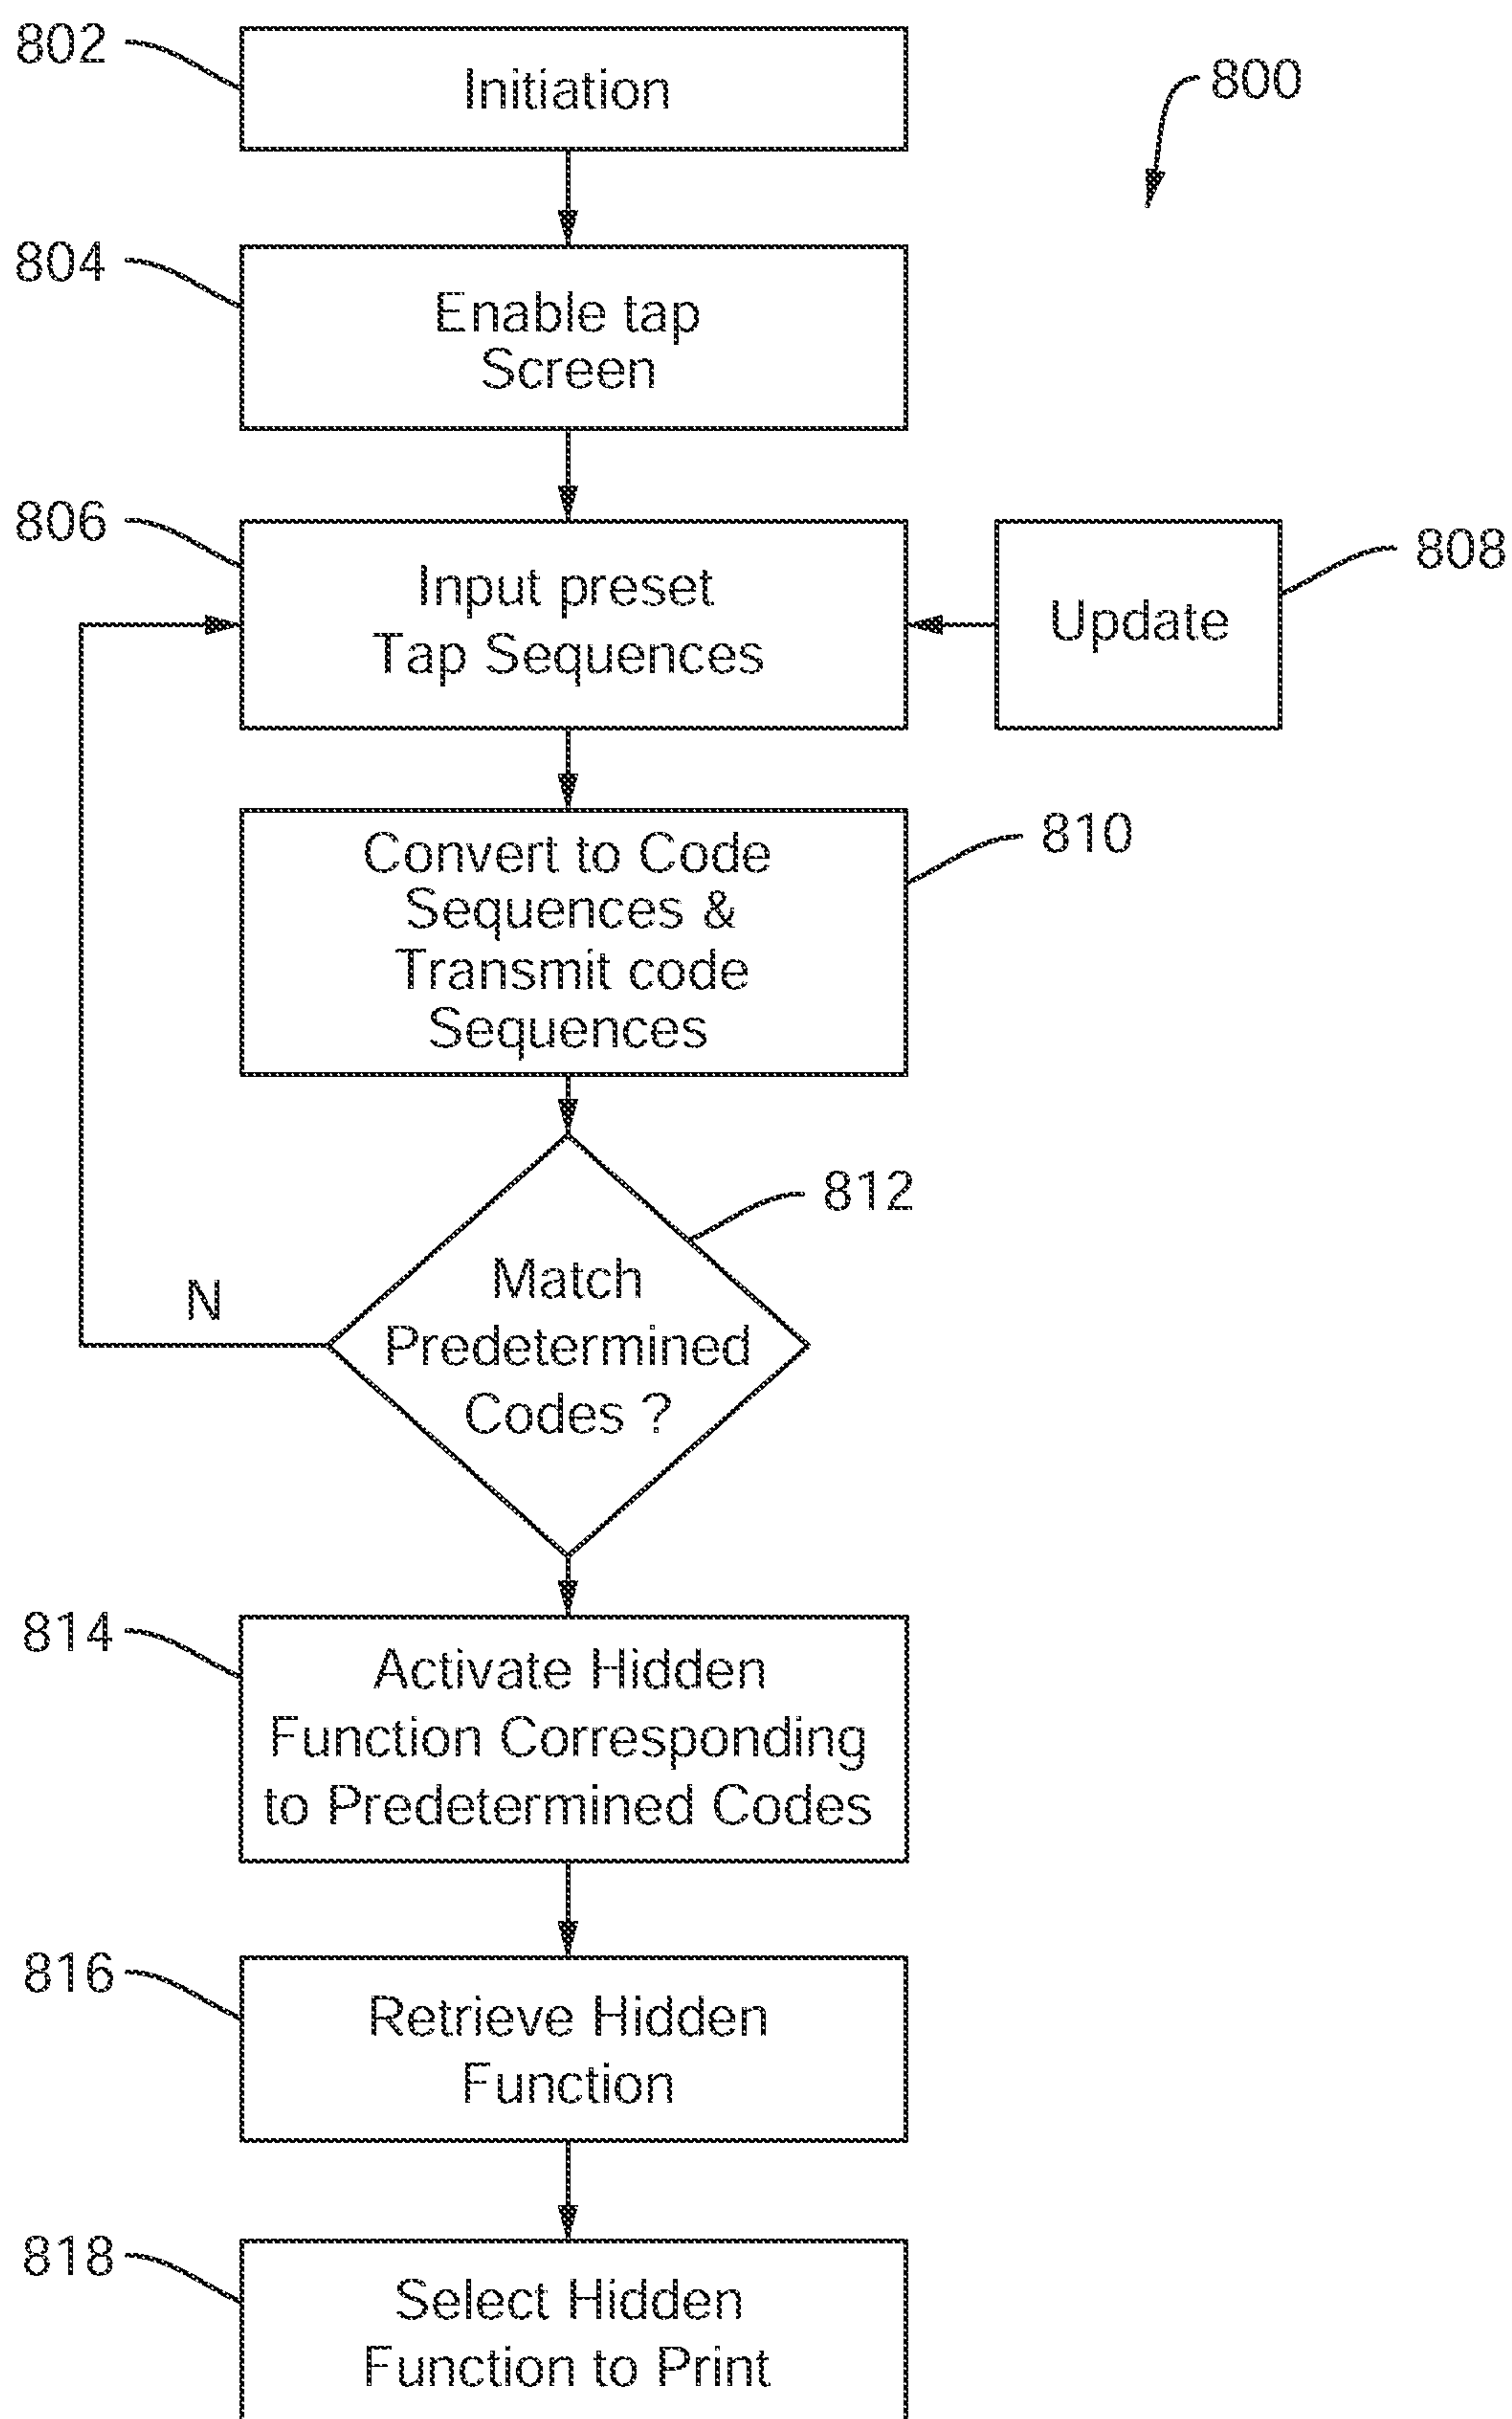 802
Initiation
800
804
Enable tap
Screen
806
Input preset
Tap Sequences
Update
808
Convert to Code
Sequences &
Transmit code
Sequences
810
812
Match
Predetermined
Codes ?
N
814
Activate Hidden
Function Corresponding
to Predetermined Codes
816
Retrieve Hidden
Function
818
Select Hidden
Function to Print